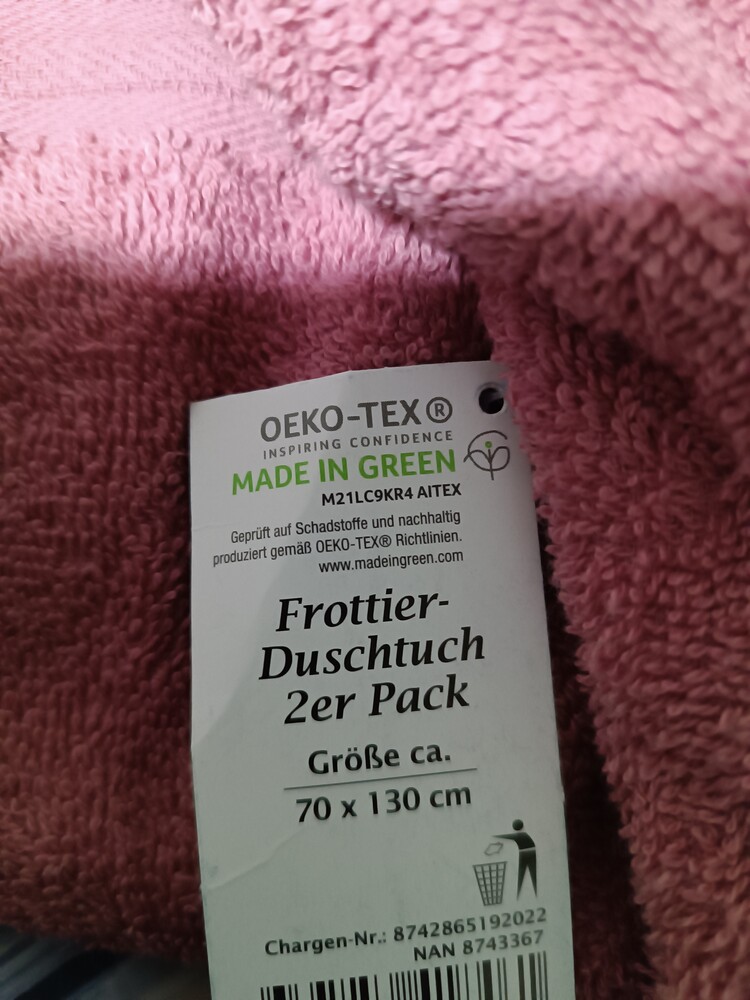 OEKO-TEX®
INSPIRING CONFIDENCE
MADE IN GREEN
M21LC9KR4 AITEX
Geprüft auf Schadstoffe und nachhaltig
produziert gemäß OEKO-TEX® Richtlinien.
www.madeingreen.com
Frottier-
Duschtuch
2er Pack
Größe ca.
70 x 130 cm
Chargen-Nr.: 8742865192022
NAN 8743367